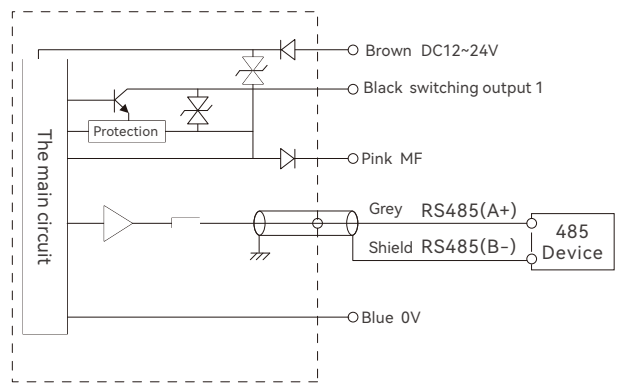 Brown DC12~24V
Black switching output 1
Protection
Pink MF
The main circuit
Grey RS485(A+)
485
Device
Shield RS485(B-)
Blue 0V